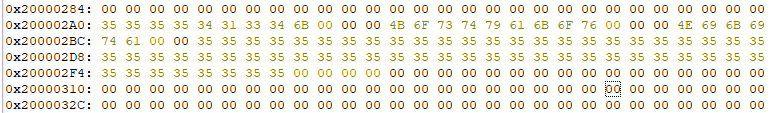 0x20000284: 00 00 00 00 00 00 00 00 00 00 00 00 00 00 00 00 00 00 00 00 00 00 00 00 00 00 00 00
0x200002A0: 35 35 35 35 34 31 33 34 6B 00 00 00 4B 6F 73 74 79 61 6B 6F 76 00 00 00 4E 69 6B 69
0x200002BC: 74 61 00 00 35 35 35 35 35 35 35 35 35 35 35 35 35 35 35 35 35 35 35 35 35 35 35 35
0x200002D8: 35 35 35 35 35 35 35 35 35 35 35 35 35 35 35 35 35 35 35 35 35 35 35 35 35 35 35 35
0x200002F4: 35 35 35 35 35 35 35 35 00 00 00 00 00 00 00 00 00 00 00 00 00 00 00 00 00 00 00 00
0x20000310: 00 00 00 00 00 00 00 00 00 00 00 00 00 00 00 00 00 00 00 00 00 00 00 00 00 00 00 00
0x2000032C: 00 00 00 00 00 00 00 00 00 00 00 00 00 00 00 00 00 00 00 00 00 00 00 00 00 00 00 00